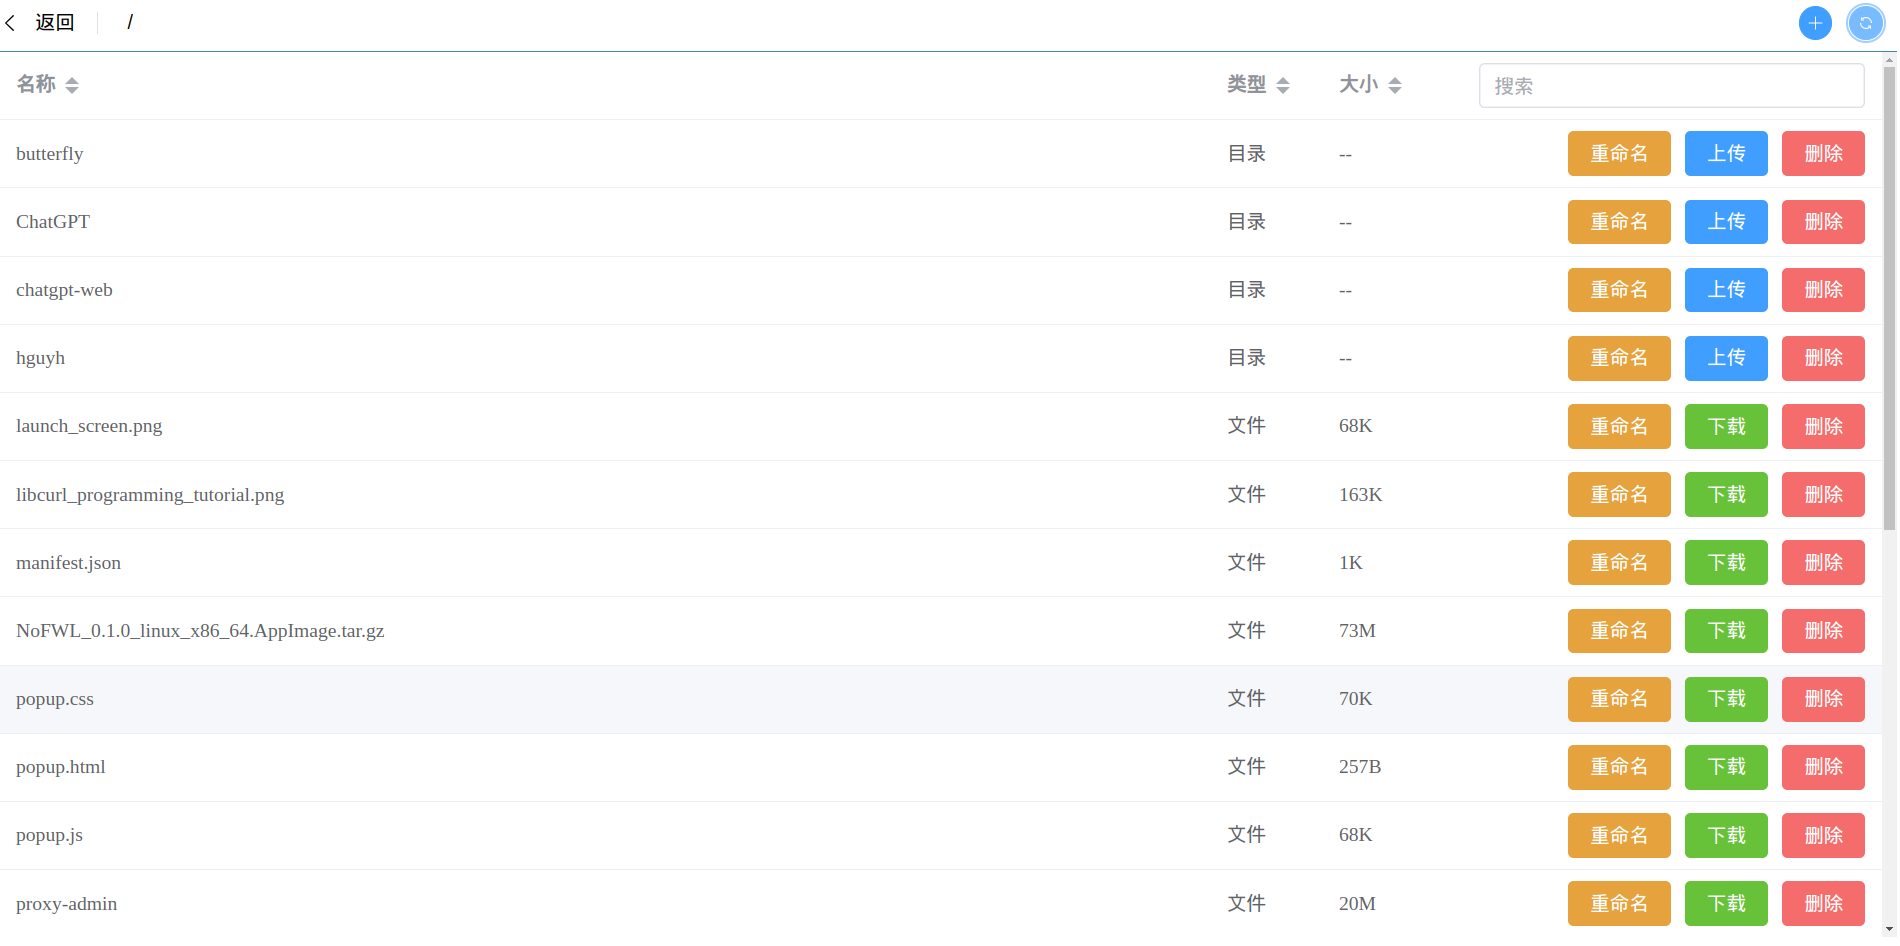 返回 /
名称 类型 大小 搜索
butterfly 目录 -- 重命名 上传 删除
ChatGPT 目录 -- 重命名 上传 删除
chatgpt-web 目录 -- 重命名 上传 删除
hguyh 目录 -- 重命名 上传 删除
launch_screen.png 文件 68K 重命名 下载 删除
libcurl_programming_tutorial.png 文件 163K 重命名 下载 删除
manifest.json 文件 1K 重命名 下载 删除
NoFWL_0.1.0_linux_x86_64.AppImage.tar.gz 文件 73M 重命名 下载 删除
popup.css 文件 70K 重命名 下载 删除
popup.html 文件 257B 重命名 下载 删除
popup.js 文件 68K 重命名 下载 删除
proxy-admin 文件 20M 重命名 下载 删除